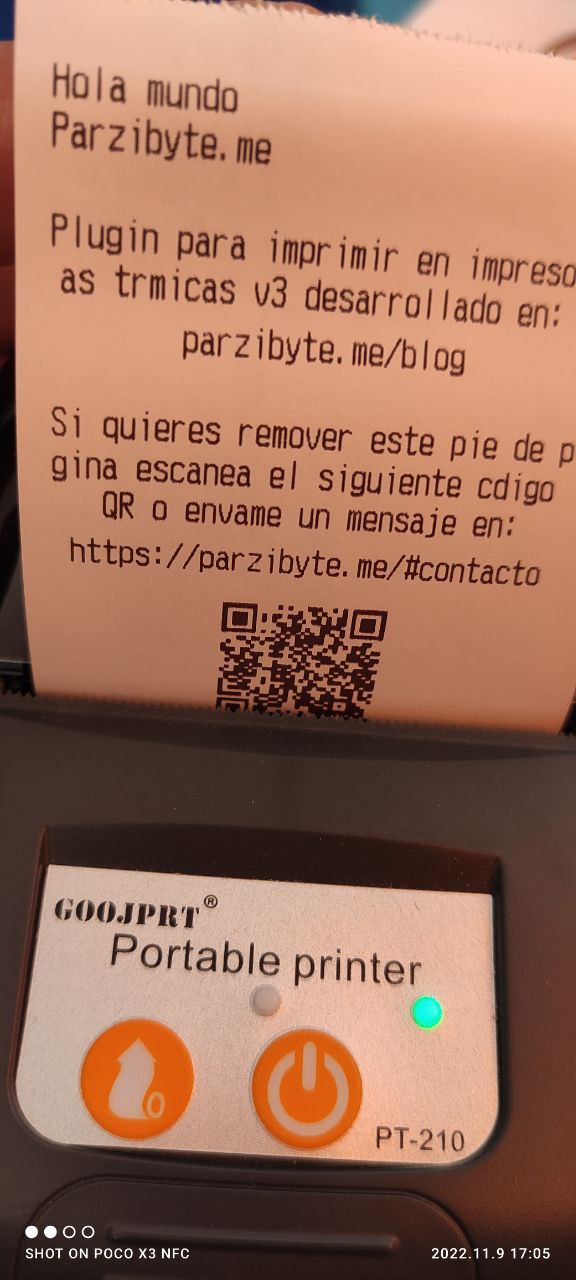 Hola mundo
Parzibyte.me
Plugin para imprimir en impreso
as trmicas v3 desarrollado en:
parzibyte.me/blog
Si quieres remover este pie de p
gina escanea el siguiente cdigo
QR o envame un mensaje en:
https://parzibyte.me/#contacto
GOOJPRT®
Portable printer
PT-210
SHOT ON POCO X3 NFC
2022.11.9 17:05